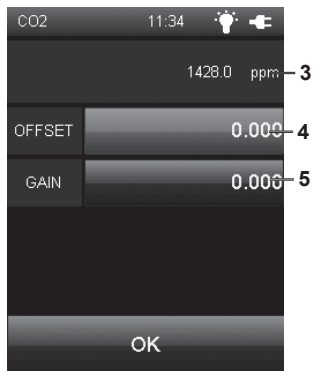 CO2 11:34
1428.0 ppm 3
OFFSET 0.000 4
GAIN 0.000 5
OK